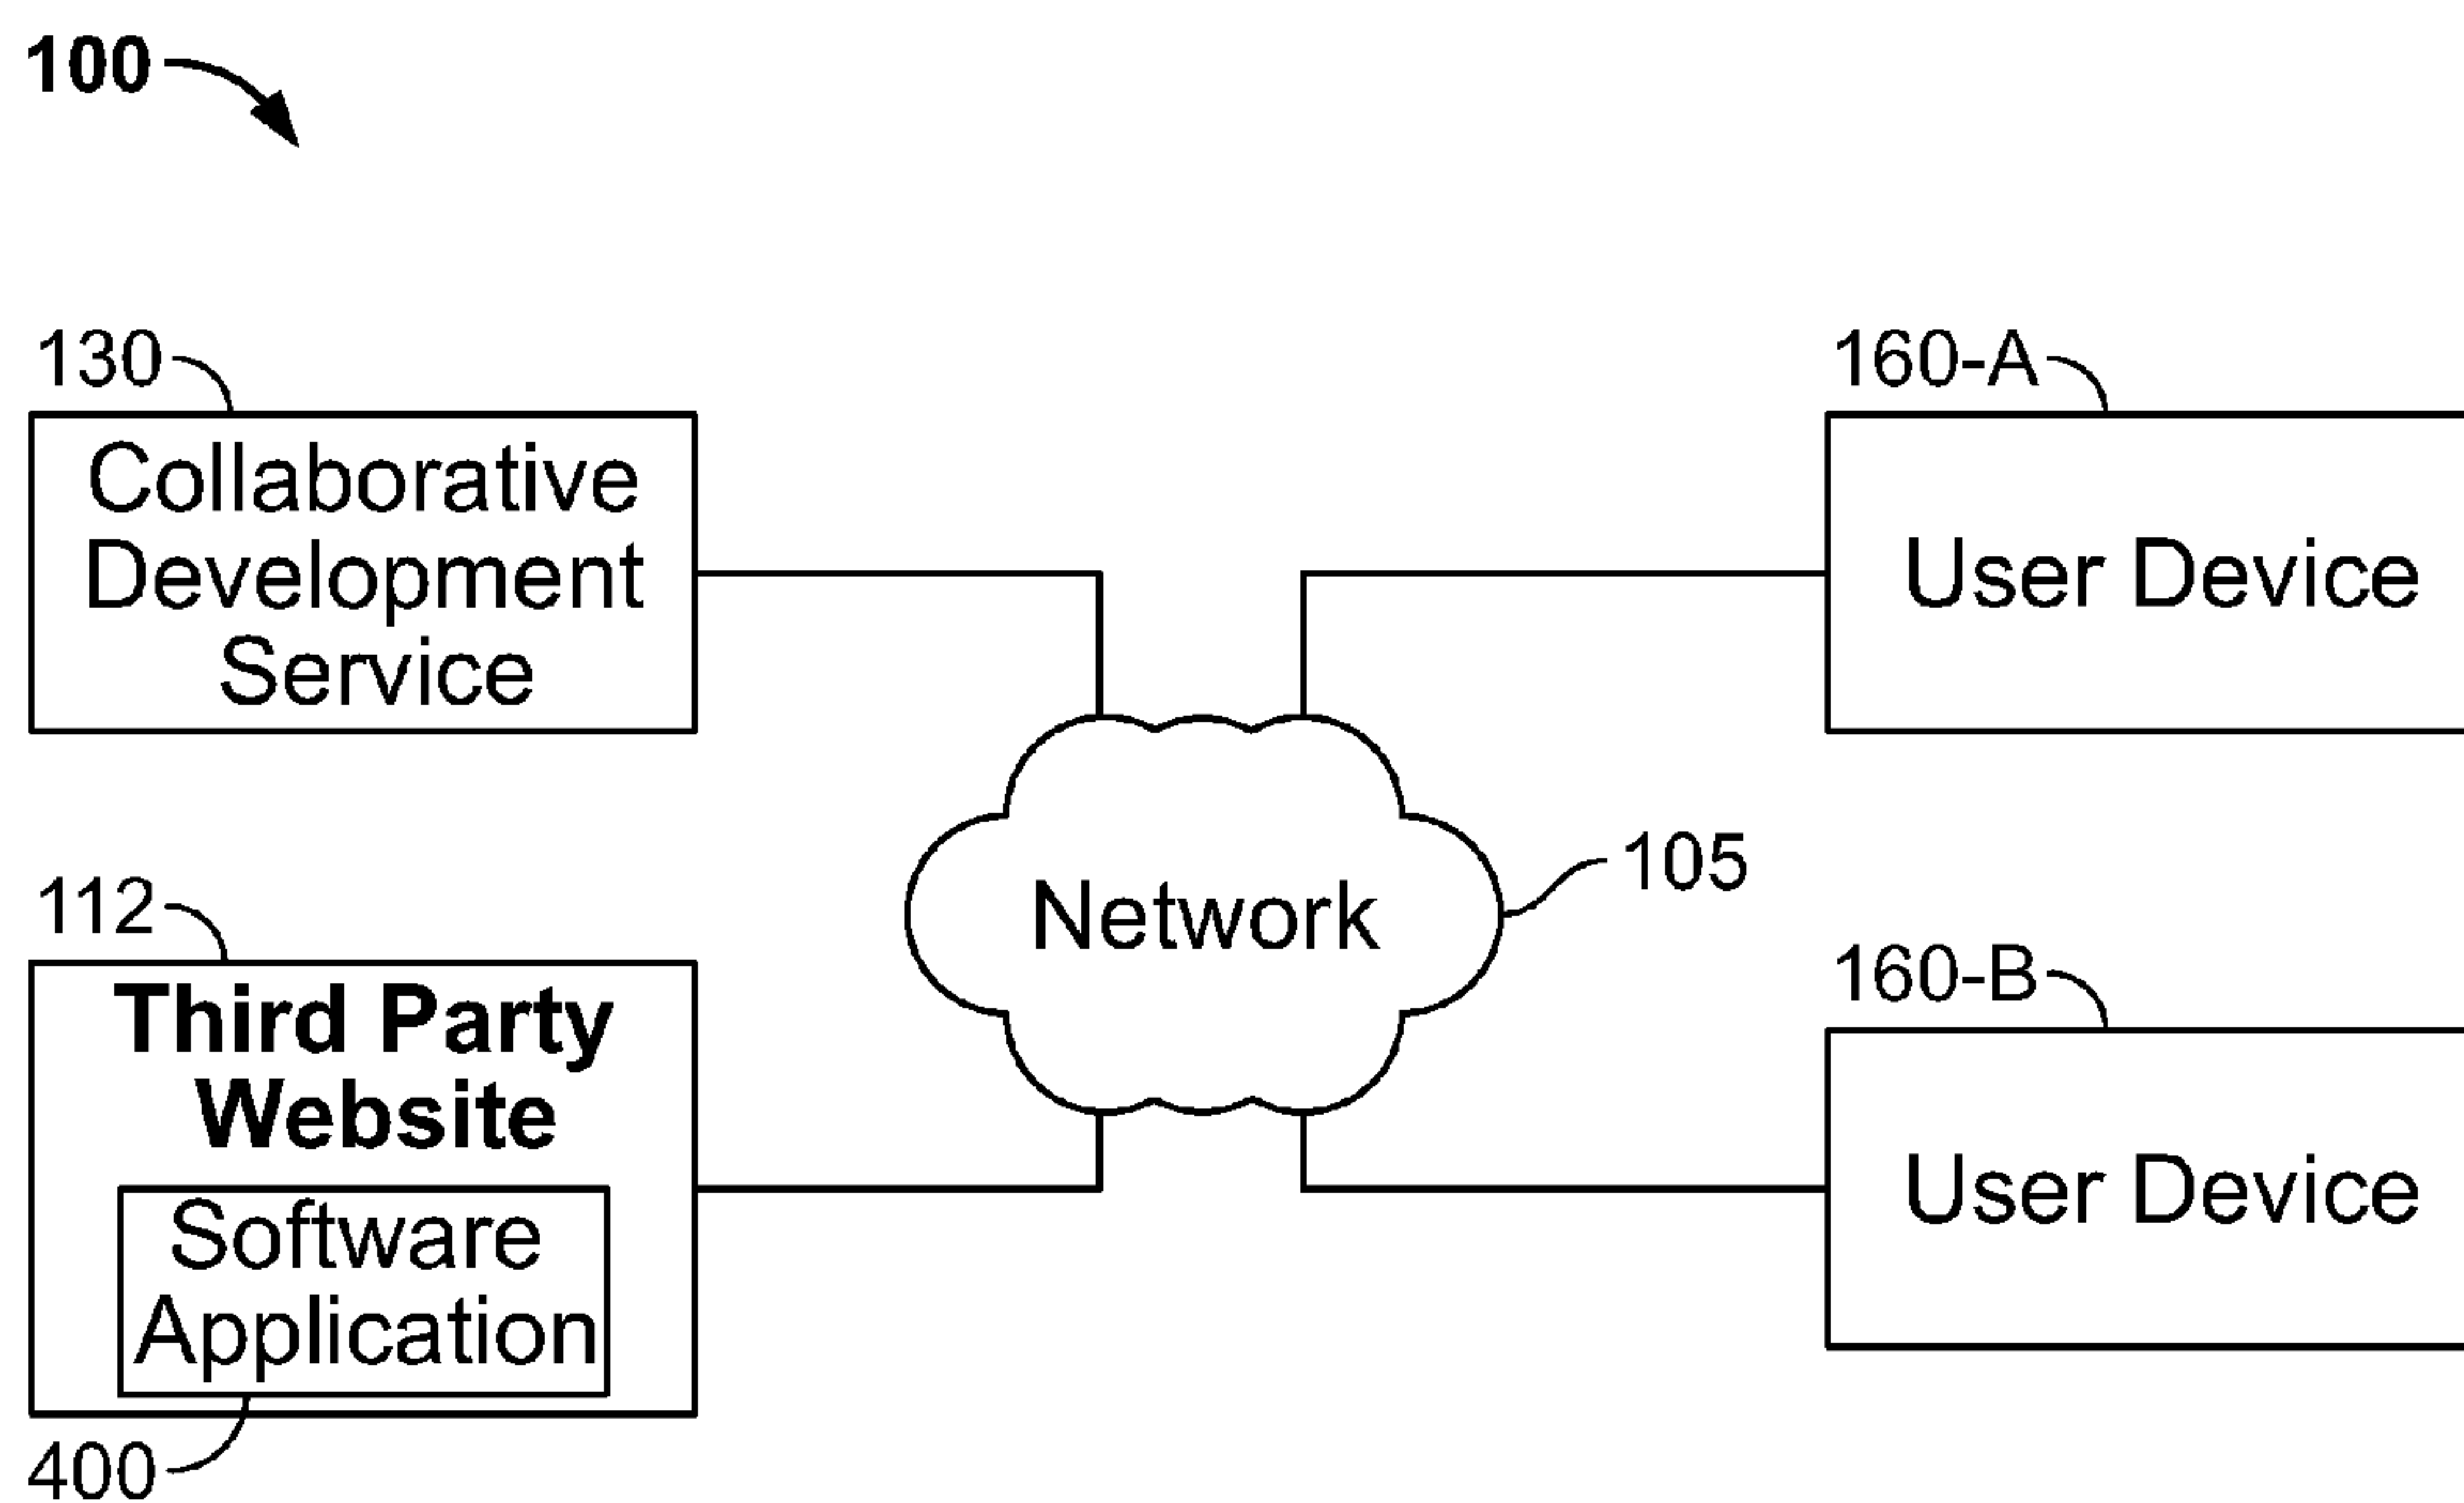 100
130
Collaborative
Development
Service
160-A
User Device
Network
105
112
Third Party
Website
Software
Application
400
160-B
User Device